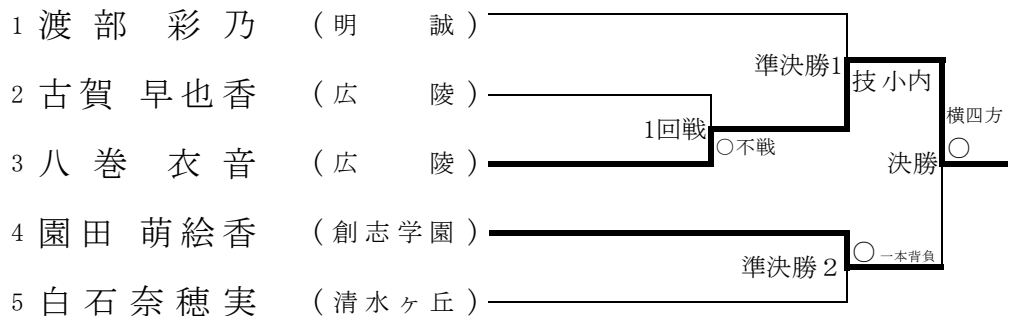 1 渡部 彩乃 (明 誠)
準決勝1
技 小内
2 古賀 早也香 (広 陵)
横四方
1回戦
○不戦
○
3 八巻 衣音 (広 陵)
決勝
4 園田 萌絵香 (創志学園)
○ 一本背負
準決勝2
5 白石奈穂実 (清水ヶ丘)